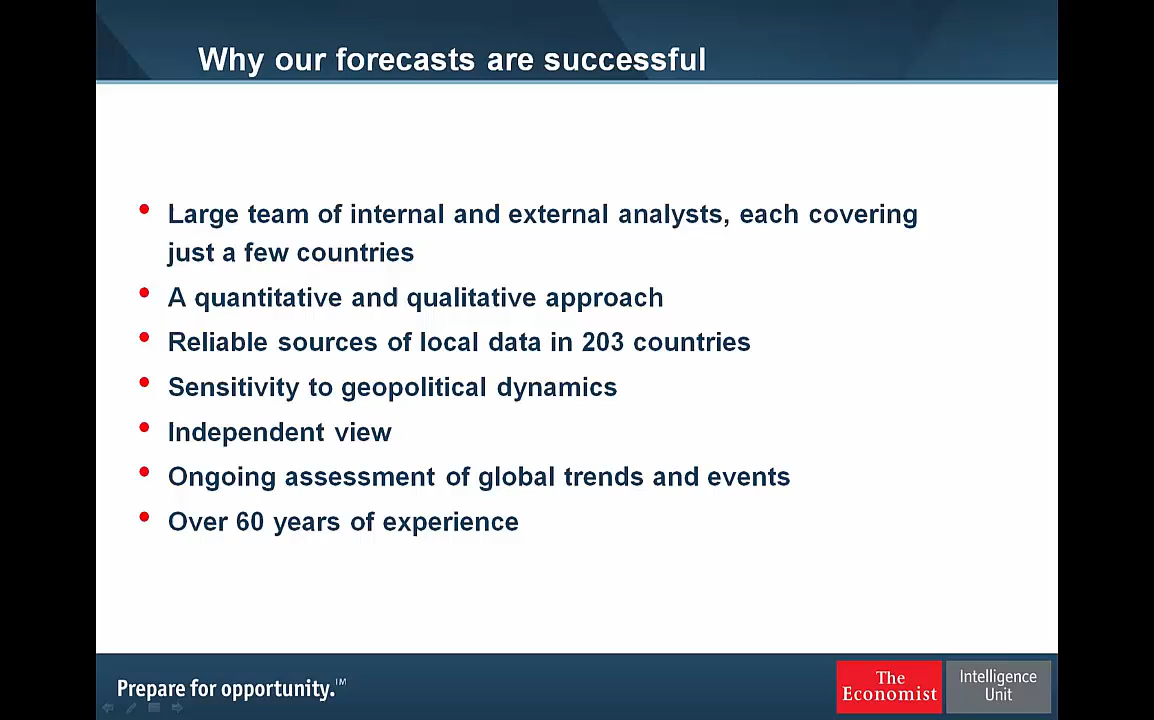 Why our forecasts are successful
• Large team of internal and external analysts, each covering
just a few countries
• A quantitative and qualitative approach
• Reliable sources of local data in 203 countries
• Sensitivity to geopolitical dynamics
• Independent view
• Ongoing assessment of global trends and events
• Over 60 years of experience
Prepare for opportunity.™
The
Economist
Intelligence
Unit